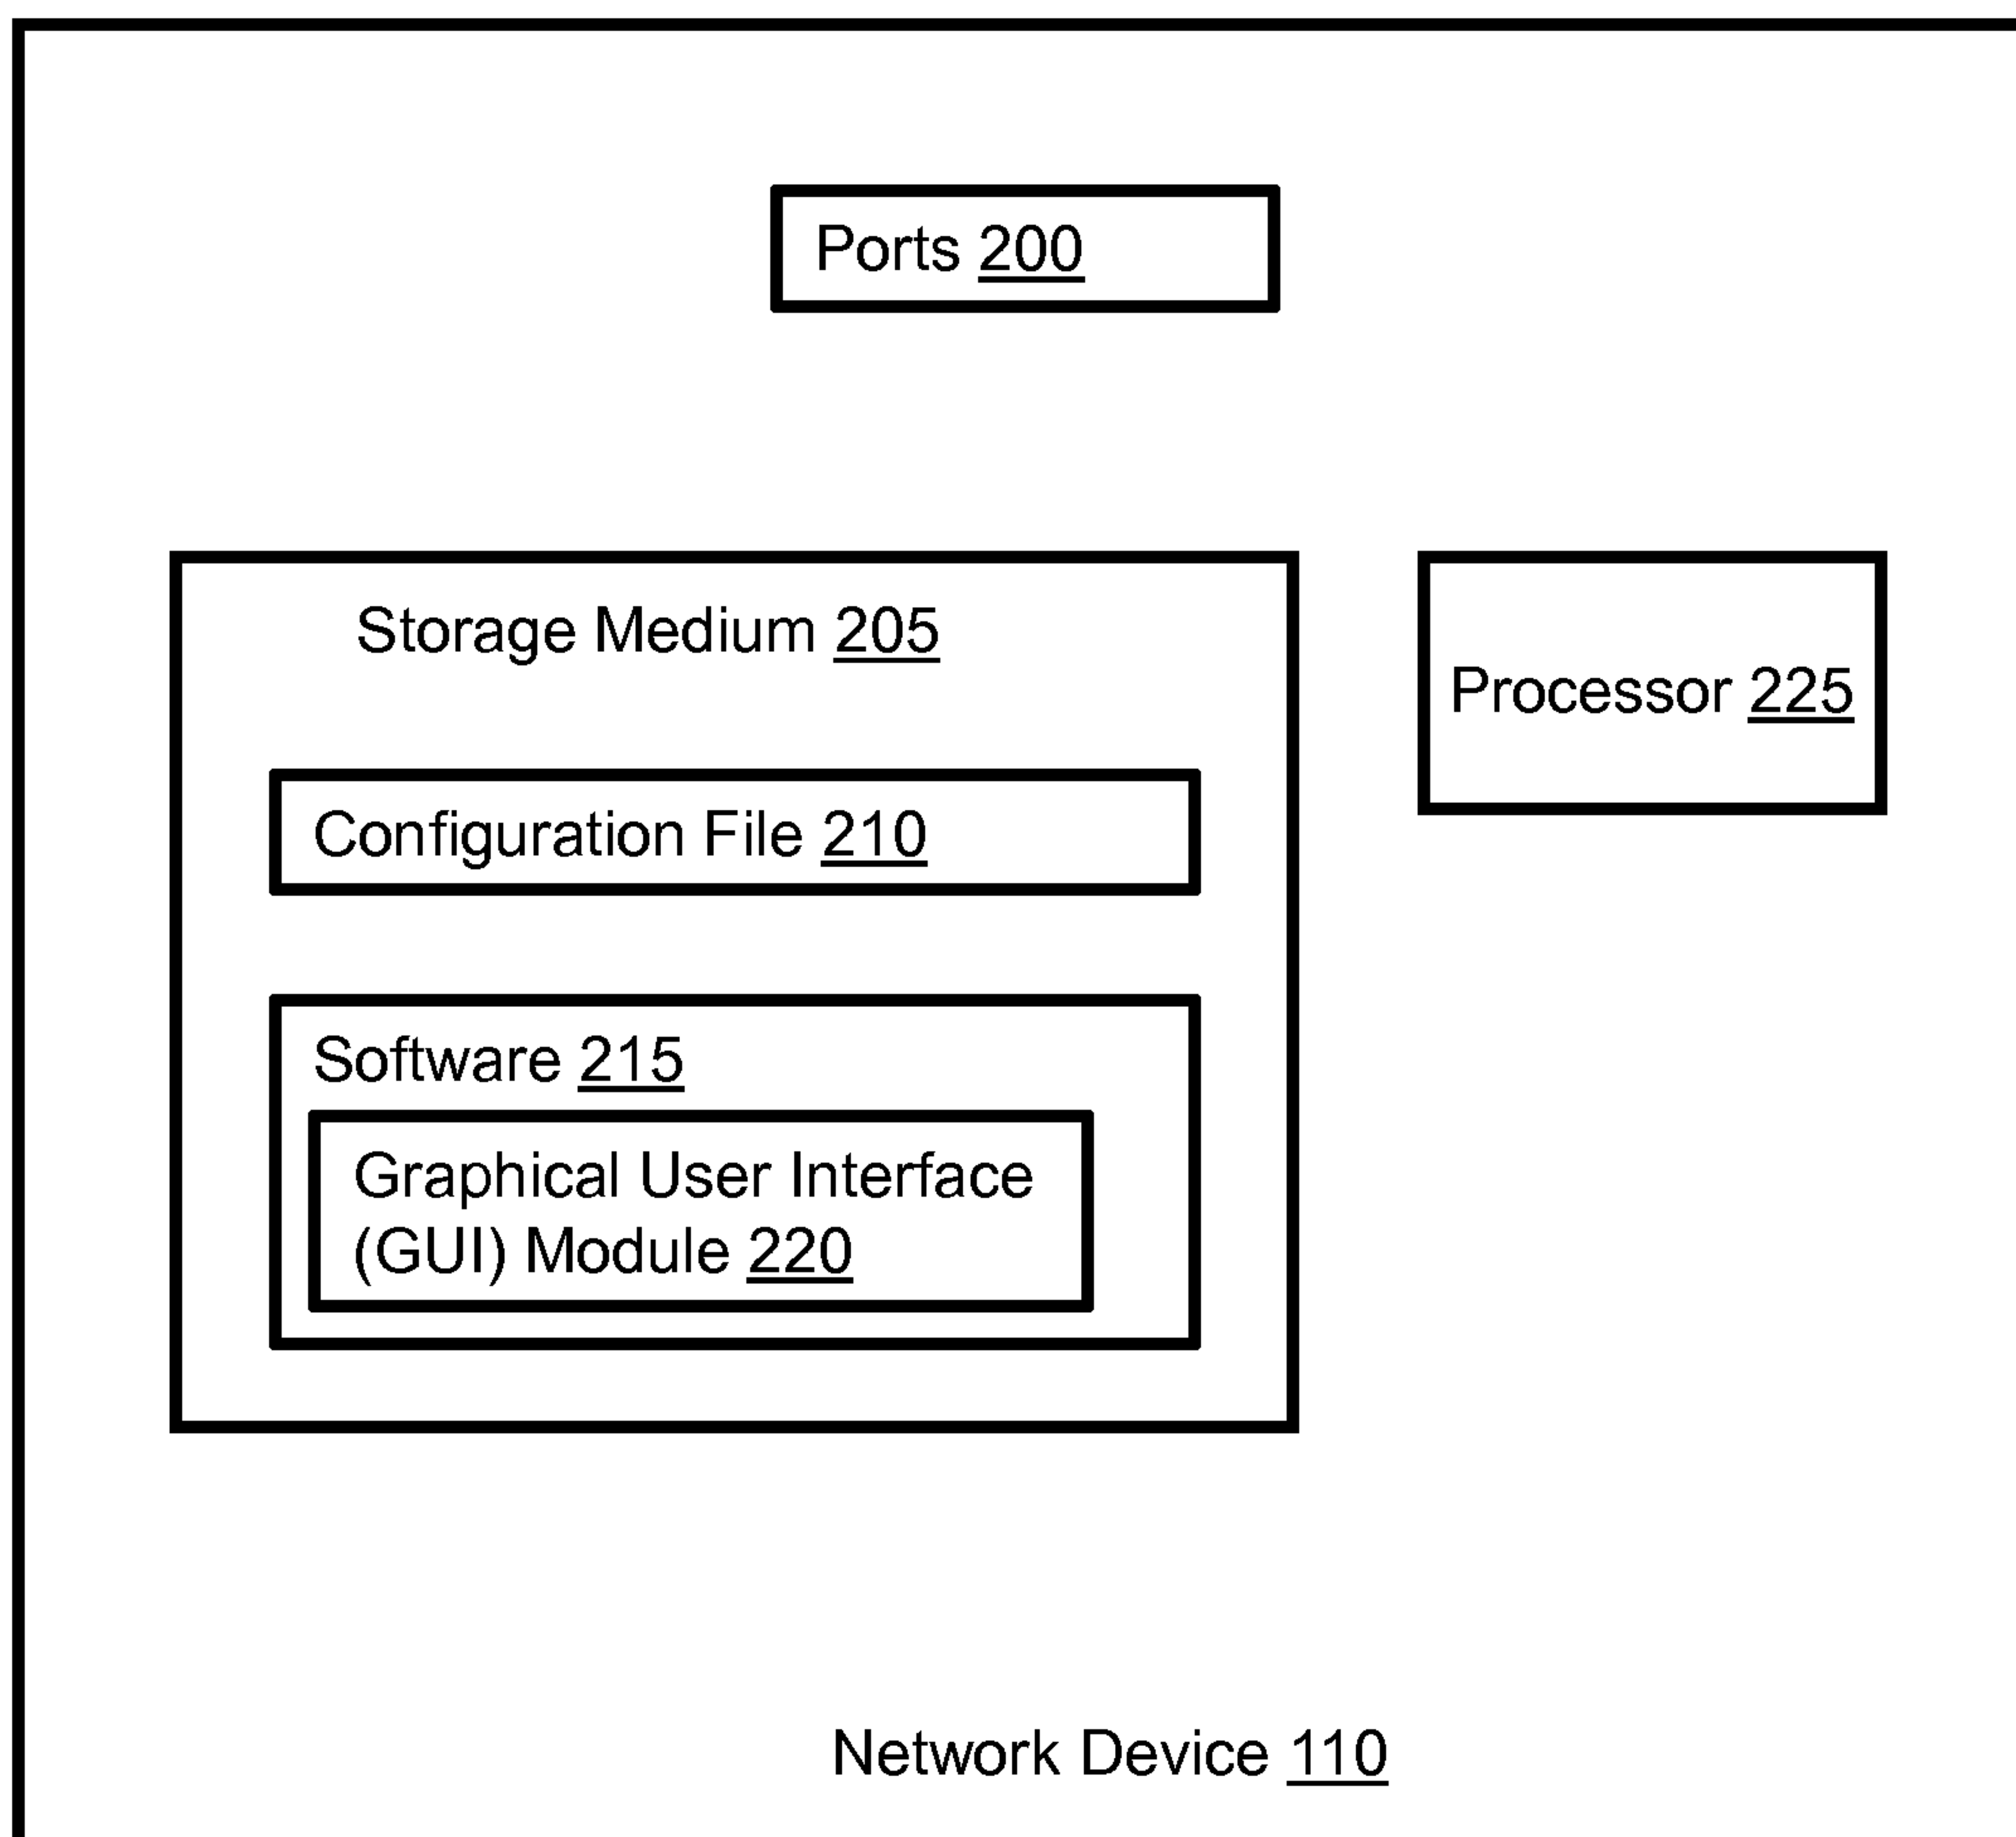 Ports 200
Storage Medium 205
Processor 225
Configuration File 210
Software 215
Graphical User Interface
(GUI) Module 220
Network Device 110